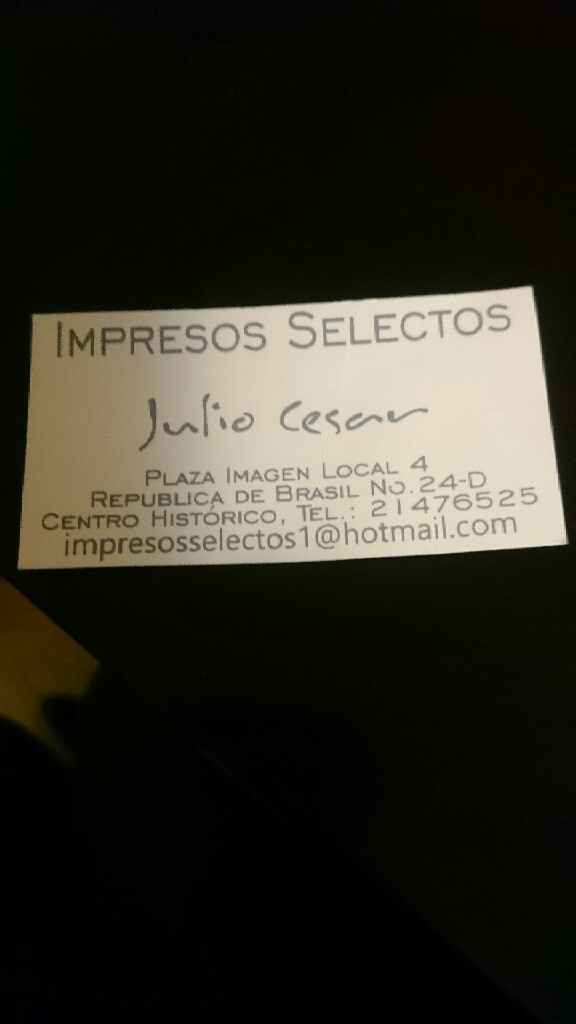 IMPRESOS SELECTOS
Julio Cesar
PLAZA IMAGEN LOCAL 4
REPUBLICA DE BRASIL NO. 24-D
CENTRO HISTÓRICO, TEL.: 21476525
impresosselectos1@hotmail.com